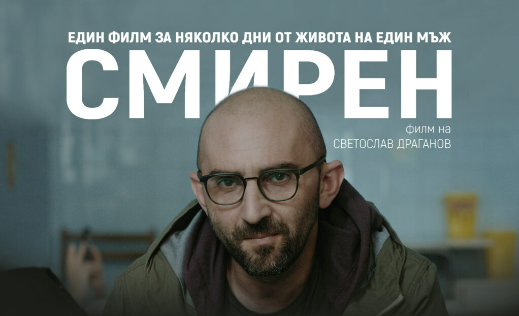 ЕДИН ФИЛМ ЗА НЯКОЛКО ДНИ ОТ ЖИВОТА НА ЕДИН МЪЖ
СМИРЕН
филм на
СВЕТОСЛАВ ДРАГАНОВ